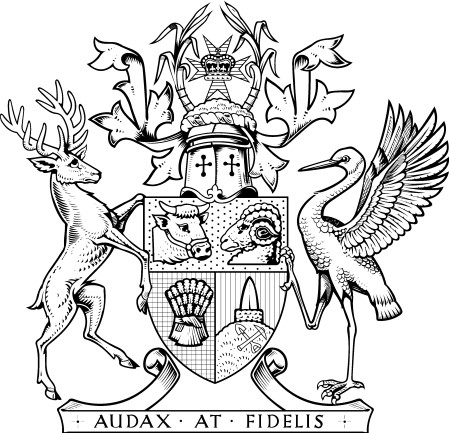 AUDAX · AT · FIDELIS